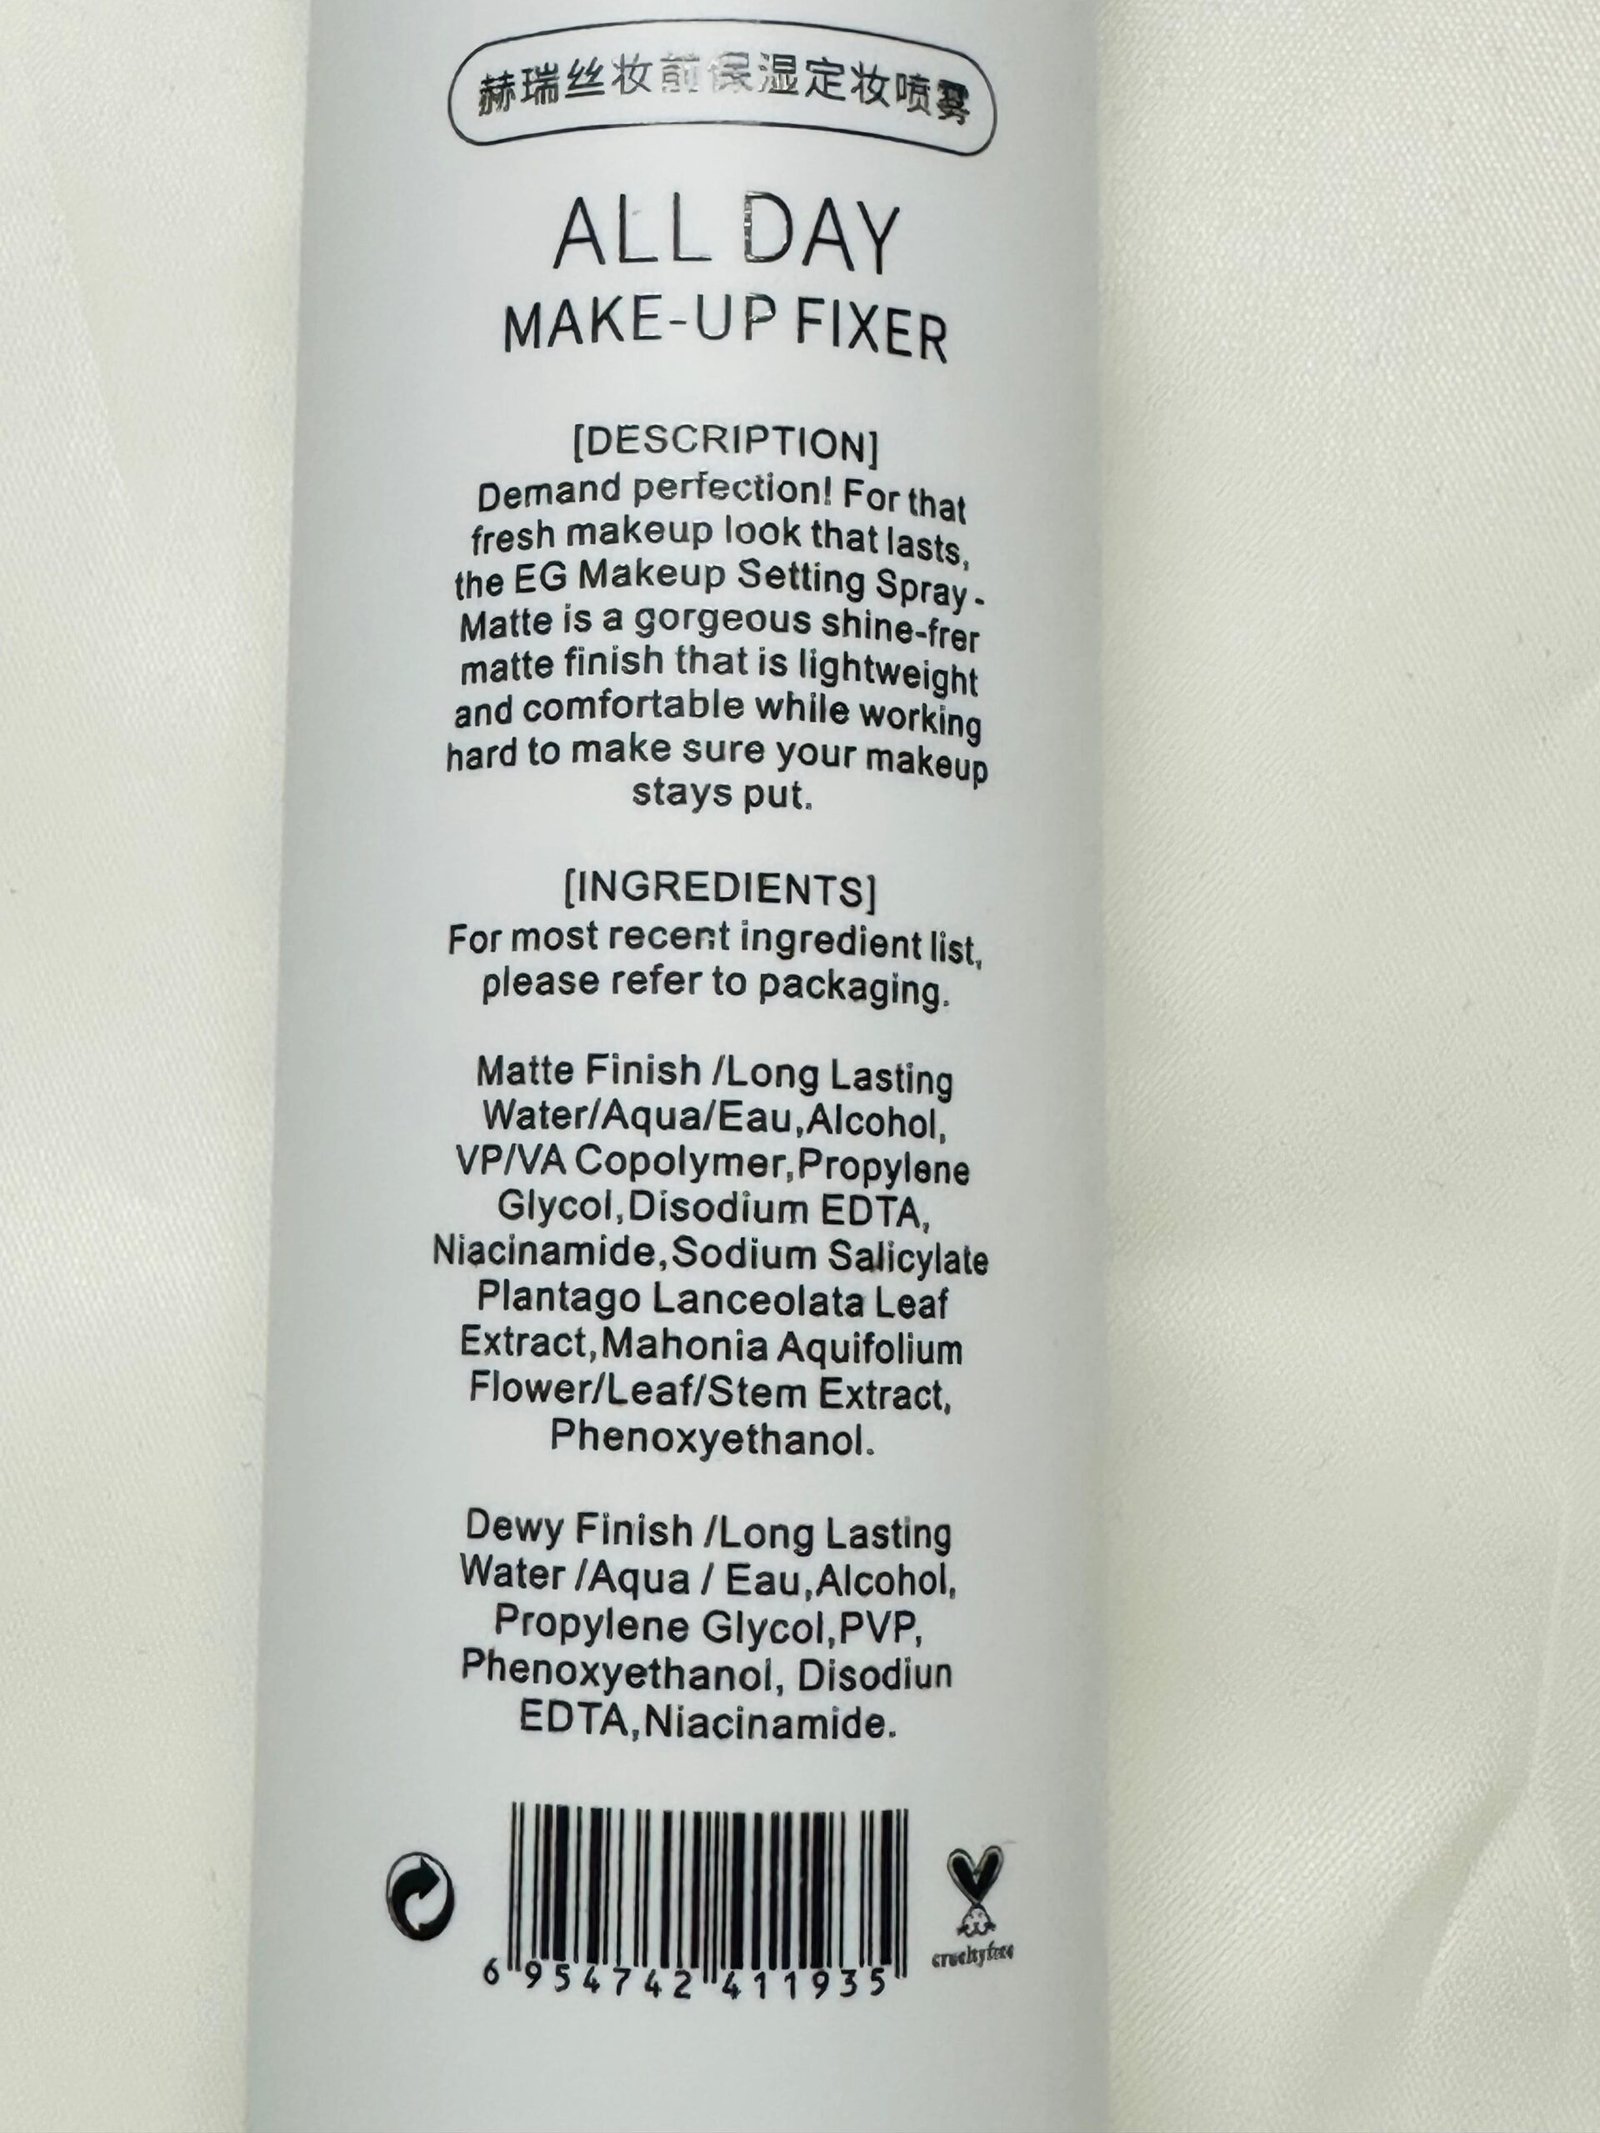 赫瑞丝妆前保湿定妆喷雾
ALL DAY
MAKE-UP FIXER
[DESCRIPTION]
Demand perfection! For that
fresh makeup look that lasts,
the EG Makeup Setting Spray -
Matte is a gorgeous shine-frer
matte finish that is lightweight
and comfortable while working
hard to make sure your makeup
stays put.
[INGREDIENTS]
For most recent ingredient list,
please refer to packaging.
Matte Finish /Long Lasting
Water/Aqua/Eau,Alcohol,
VP/VA Copolymer,Propylene
Glycol,Disodium EDTA,
Niacinamide,Sodium Salicylate
Plantago Lanceolata Leaf
Extract,Mahonia Aquifolium
Flower/Leaf/Stem Extract,
Phenoxyethanol.
Dewy Finish /Long Lasting
Water /Aqua / Eau,Alcohol,
Propylene Glycol,PVP,
Phenoxyethanol, Disodiun
EDTA,Niacinamide.
6 954742 411935
crueltyfree